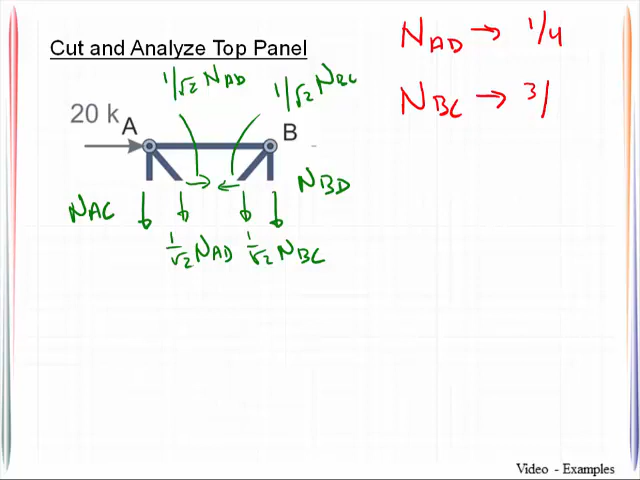 Cut and Analyze Top Panel
N_AD → 1/4
N_BC → 3/
1/√2 N_AD
1/√2 N_BC
20 k
A
B
N_BD
N_AC
1/√2 N_AD
1/√2 N_BC
Video - Examples